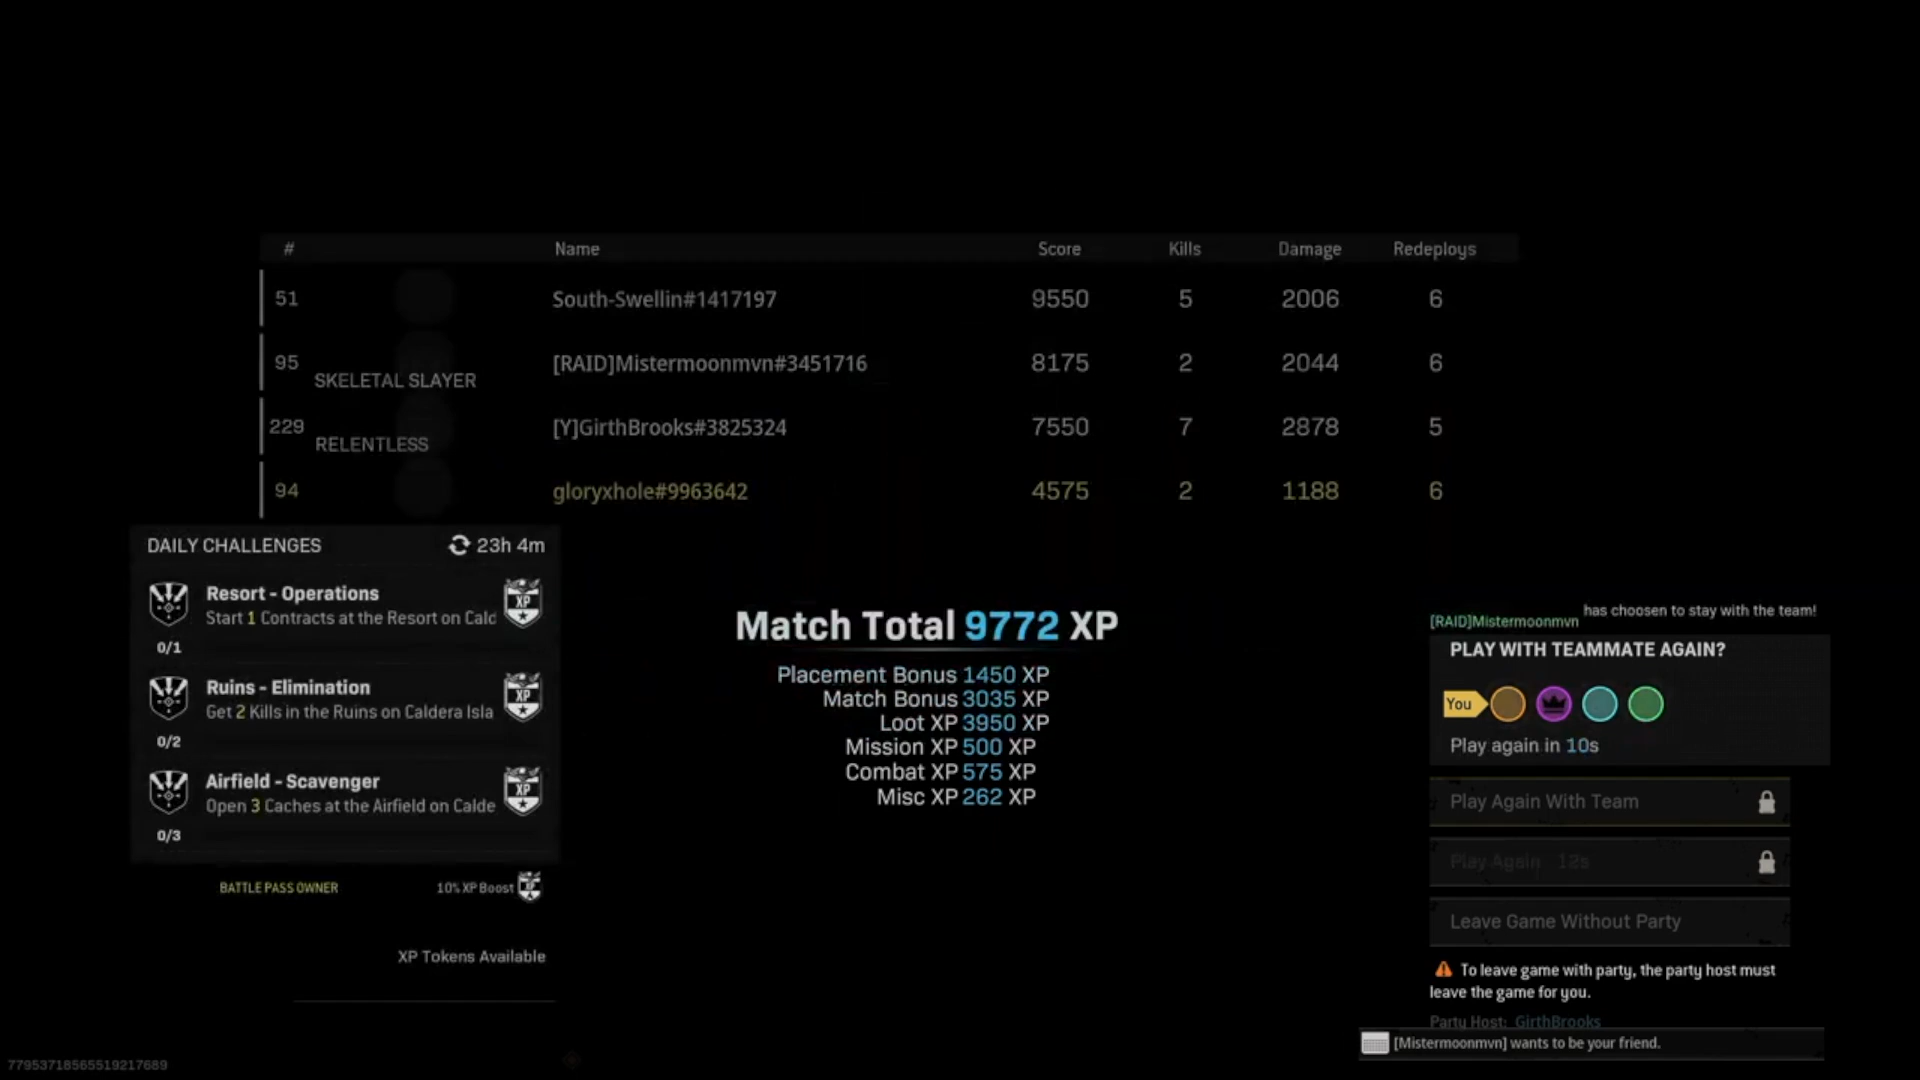 # Name Score Kills Damage Redeploys
51 South-Swellin#1417197 9550 5 2006 6
95 SKELETAL SLAYER [RAID]Mistermoonmvn#3451716 8175 2 2044 6
229 RELENTLESS [Y]GirthBrooks#3825324 7550 7 2878 5
94 gloryxhole#9963642 4575 2 1188 6
DAILY CHALLENGES 23h 4m
Resort - Operations
Start 1 Contracts at the Resort on Cald
XP
0/1
Ruins - Elimination
Get 2 Kills in the Ruins on Caldera Isla
XP
0/2
Airfield - Scavenger
Open 3 Caches at the Airfield on Calde
XP
0/3
BATTLE PASS OWNER 10% XP Boost
XP Tokens Available
Match Total 9772 XP
Placement Bonus 1450 XP
Match Bonus 3035 XP
Loot XP 3950 XP
Mission XP 500 XP
Combat XP 575 XP
Misc XP 262 XP
[RAID]Mistermoonmvn has choosen to stay with the team!
PLAY WITH TEAMMATE AGAIN?
You
Play again in 10s
Play Again With Team
Play Again 12s
Leave Game Without Party
To leave game with party, the party host must
leave the game for you.
Party Host: GirthBrooks
[Mistermoonmvn] wants to be your friend.
77953718565519217689